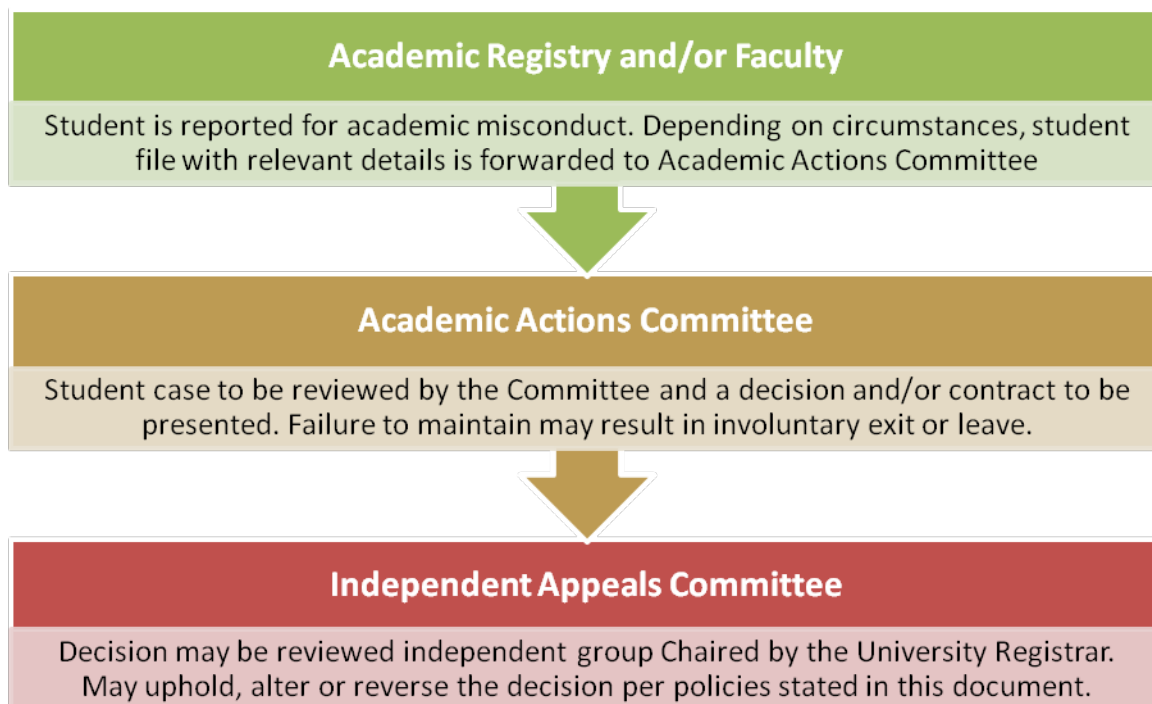 Academic Registry and/or Faculty
Student is reported for academic misconduct. Depending on circumstances, student
file with relevant details is forwarded to Academic Actions Committee
Academic Actions Committee
Student case to be reviewed by the Committee and a decision and/or contract to be
presented. Failure to maintain may result in involuntary exit or leave.
Independent Appeals Committee
Decision may be reviewed independent group Chaired by the University Registrar.
May uphold, alter or reverse the decision per policies stated in this document.